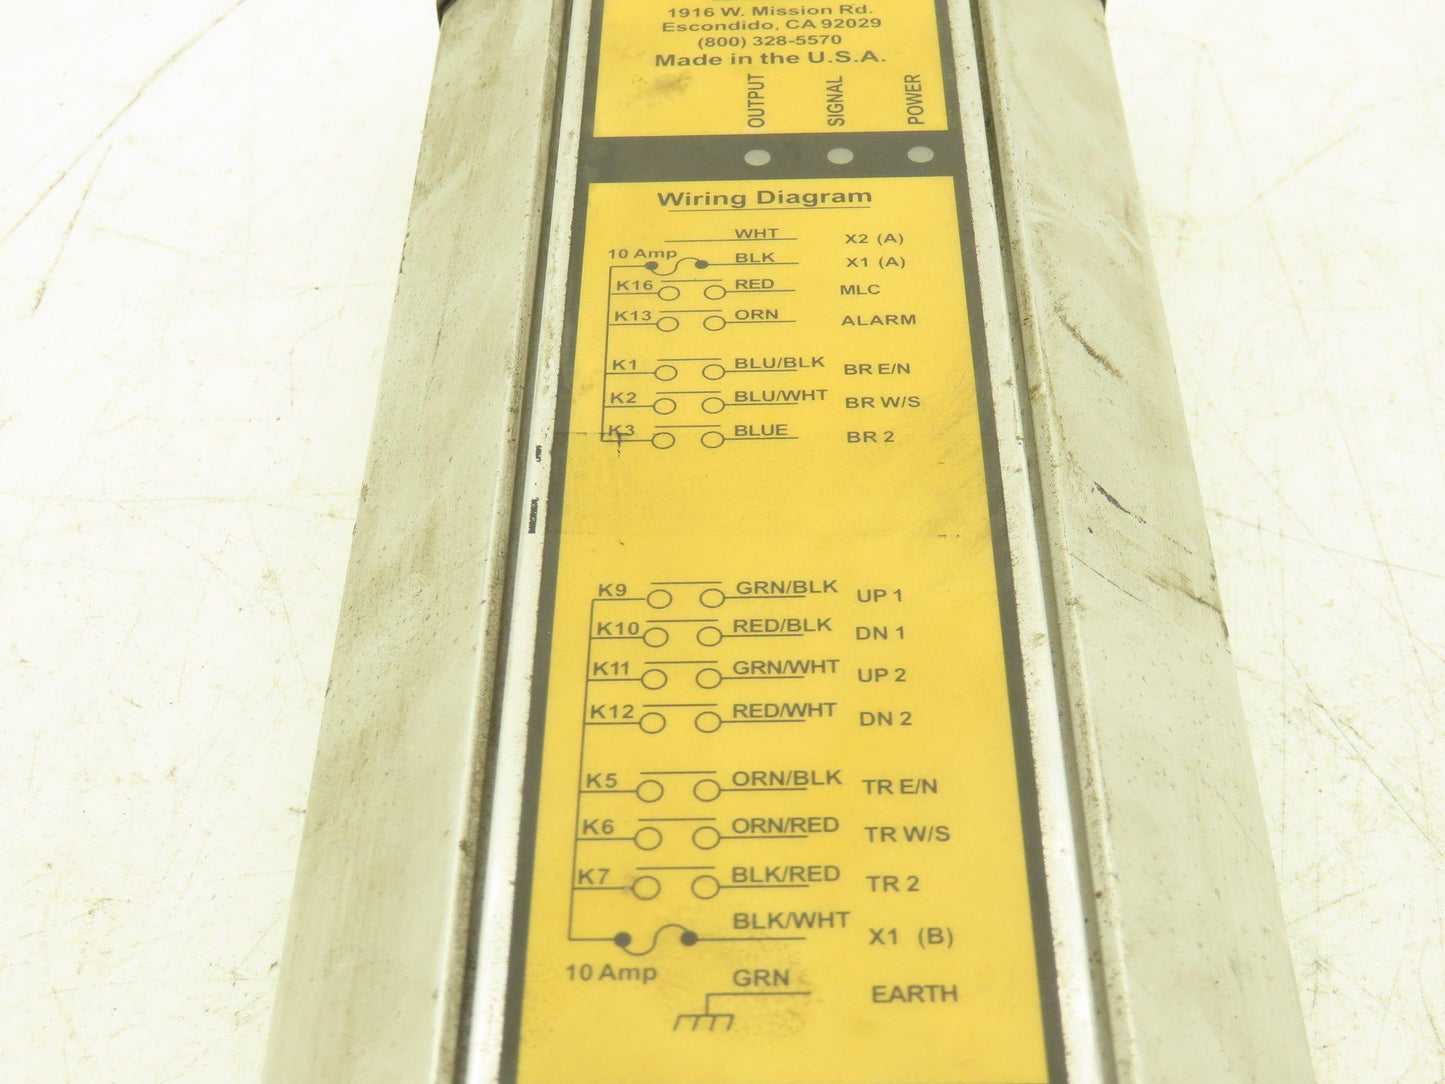 1916 W. Mission Rd.
Escondido, CA 92029
(800) 328-5570
Made in the U.S.A.
OUTPUT SIGNAL POWER
Wiring Diagram
WHT X2 (A)
10 Amp BLK X1 (A)
K16 RED MLC
K13 ORN ALARM
K1 BLU/BLK BR E/N
K2 BLU/WHT BR W/S
K3 BLUE BR 2
K9 GRN/BLK UP 1
K10 RED/BLK DN 1
K11 GRN/WHT UP 2
K12 RED/WHT DN 2
K5 ORN/BLK TR E/N
K6 ORN/RED TR W/S
K7 BLK/RED TR 2
BLK/WHT X1 (B)
10 Amp
GRN EARTH